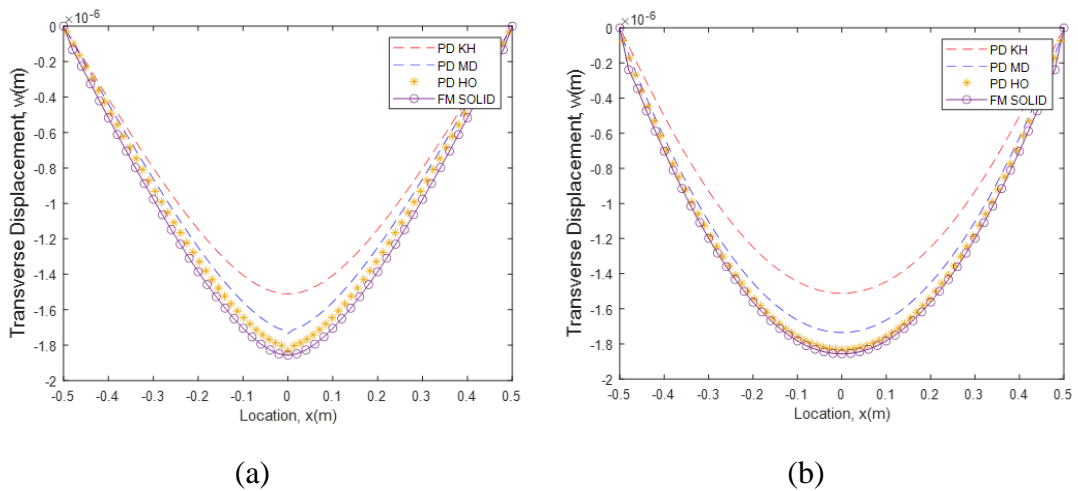 ×10⁻⁶
0
-0.2
-0.4
-0.6
-0.8
-1
-1.2
-1.4
-1.6
-1.8
-2
Transverse Displacement, w(m)
PD KH
PD MD
PD HO
FM SOLID
-0.5 -0.4 -0.3 -0.2 -0.1 0 0.1 0.2 0.3 0.4 0.5
Location, x(m)
(a)
×10⁻⁶
0
-0.2
-0.4
-0.6
-0.8
-1
-1.2
-1.4
-1.6
-1.8
-2
Transverse Displacement, w(m)
PD KH
PD MD
PD HO
FM SOLID
-0.5 -0.4 -0.3 -0.2 -0.1 0 0.1 0.2 0.3 0.4 0.5
Location, x(m)
(b)